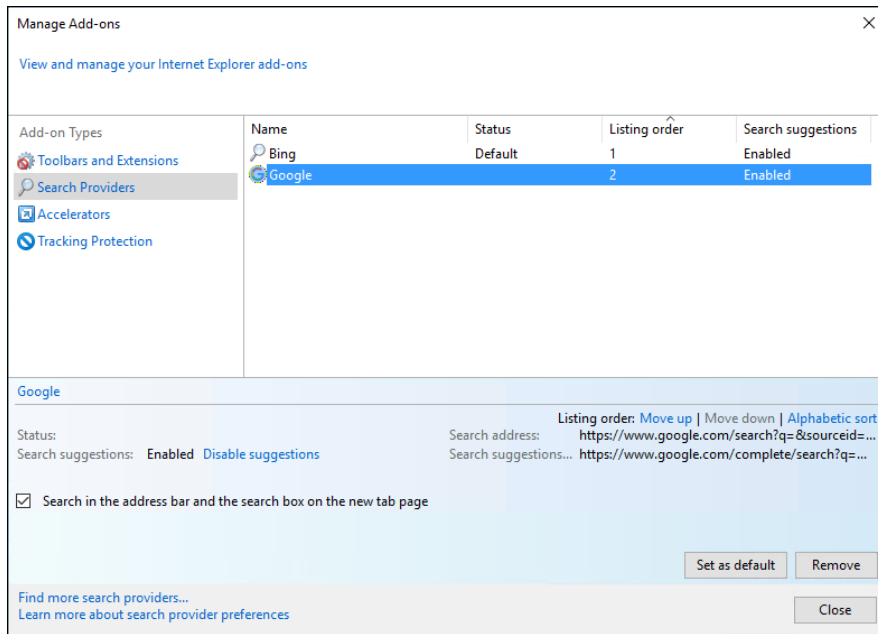 Manage Add-ons
View and manage your Internet Explorer add-ons
Add-on Types
Toolbars and Extensions
Search Providers
Accelerators
Tracking Protection
Name Status Listing order Search suggestions
Bing Default 1 Enabled
Google 2 Enabled
Google
Listing order: Move up | Move down | Alphabetic sort
Status: Search address: https://www.google.com/search?q=&sourceid=...
Search suggestions: Enabled Disable suggestions Search suggestions... https://www.google.com/complete/search?q=...
Search in the address bar and the search box on the new tab page
Set as default Remove
Find more search providers...
Learn more about search provider preferences
Close